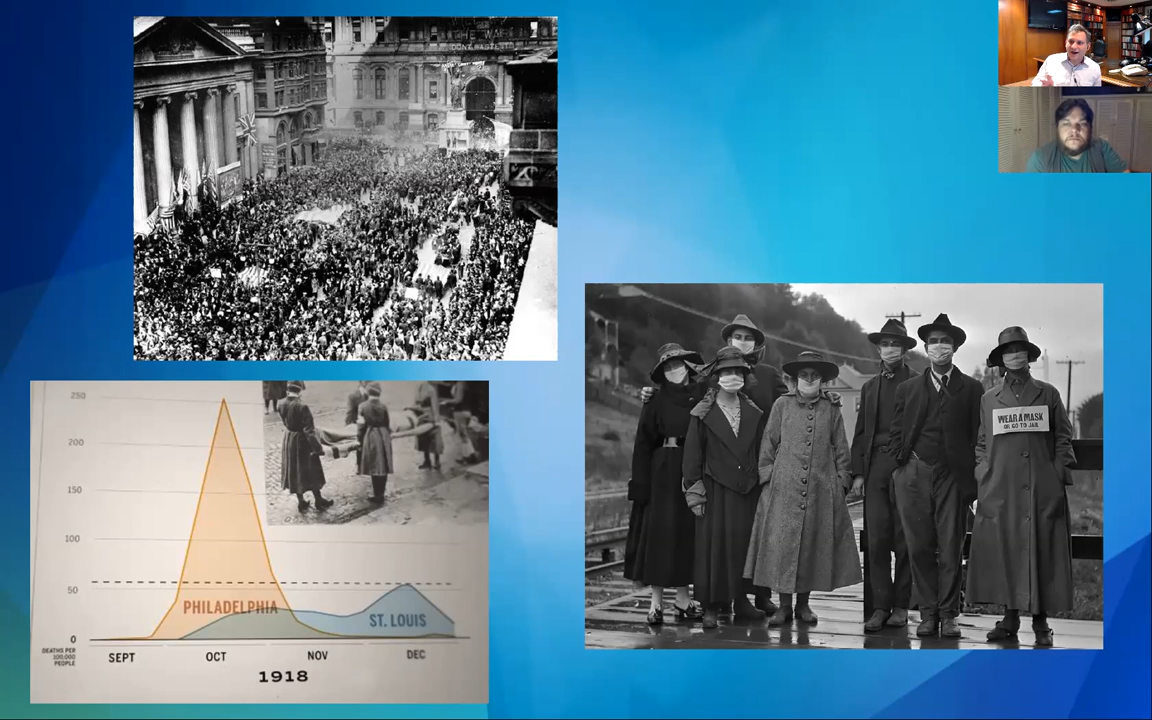 250
200
150
100
50
0
DEATHS PER
100,000
PEOPLE
PHILADELPHIA
ST. LOUIS
SEPT
OCT
NOV
DEC
1918
WEAR A MASK
OR GO TO JAIL